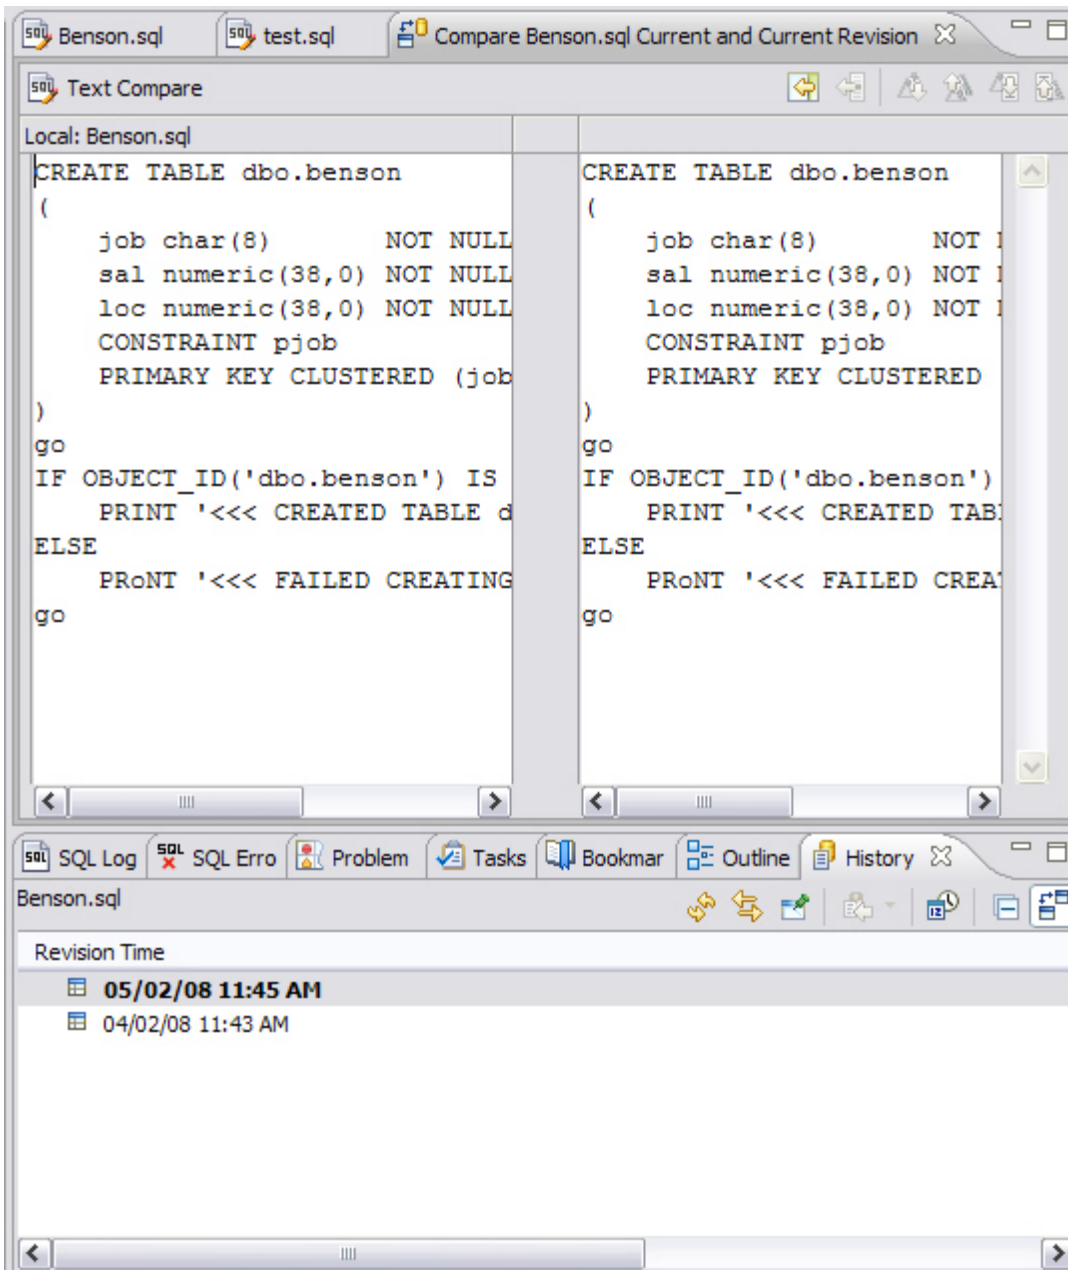 Benson.sql test.sql Compare Benson.sql Current and Current Revision
Text Compare
Local: Benson.sql
CREATE TABLE dbo.benson
(
    job char(8)       NOT NULL
    sal numeric(38,0) NOT NULL
    loc numeric(38,0) NOT NULL
    CONSTRAINT pjob
    PRIMARY KEY CLUSTERED (job
)
go
IF OBJECT_ID('dbo.benson') IS
    PRINT '<<< CREATED TABLE d
ELSE
    PRoNT '<<< FAILED CREATING
go
CREATE TABLE dbo.benson
(
    job char(8)       NOT
    sal numeric(38,0) NOT
    loc numeric(38,0) NOT
    CONSTRAINT pjob
    PRIMARY KEY CLUSTERED
)
go
IF OBJECT_ID('dbo.benson')
    PRINT '<<< CREATED TAB
ELSE
    PRoNT '<<< FAILED CREA
go
SQL Log SQL Erro Problem Tasks Bookmar Outline History
Benson.sql
Revision Time
05/02/08 11:45 AM
04/02/08 11:43 AM